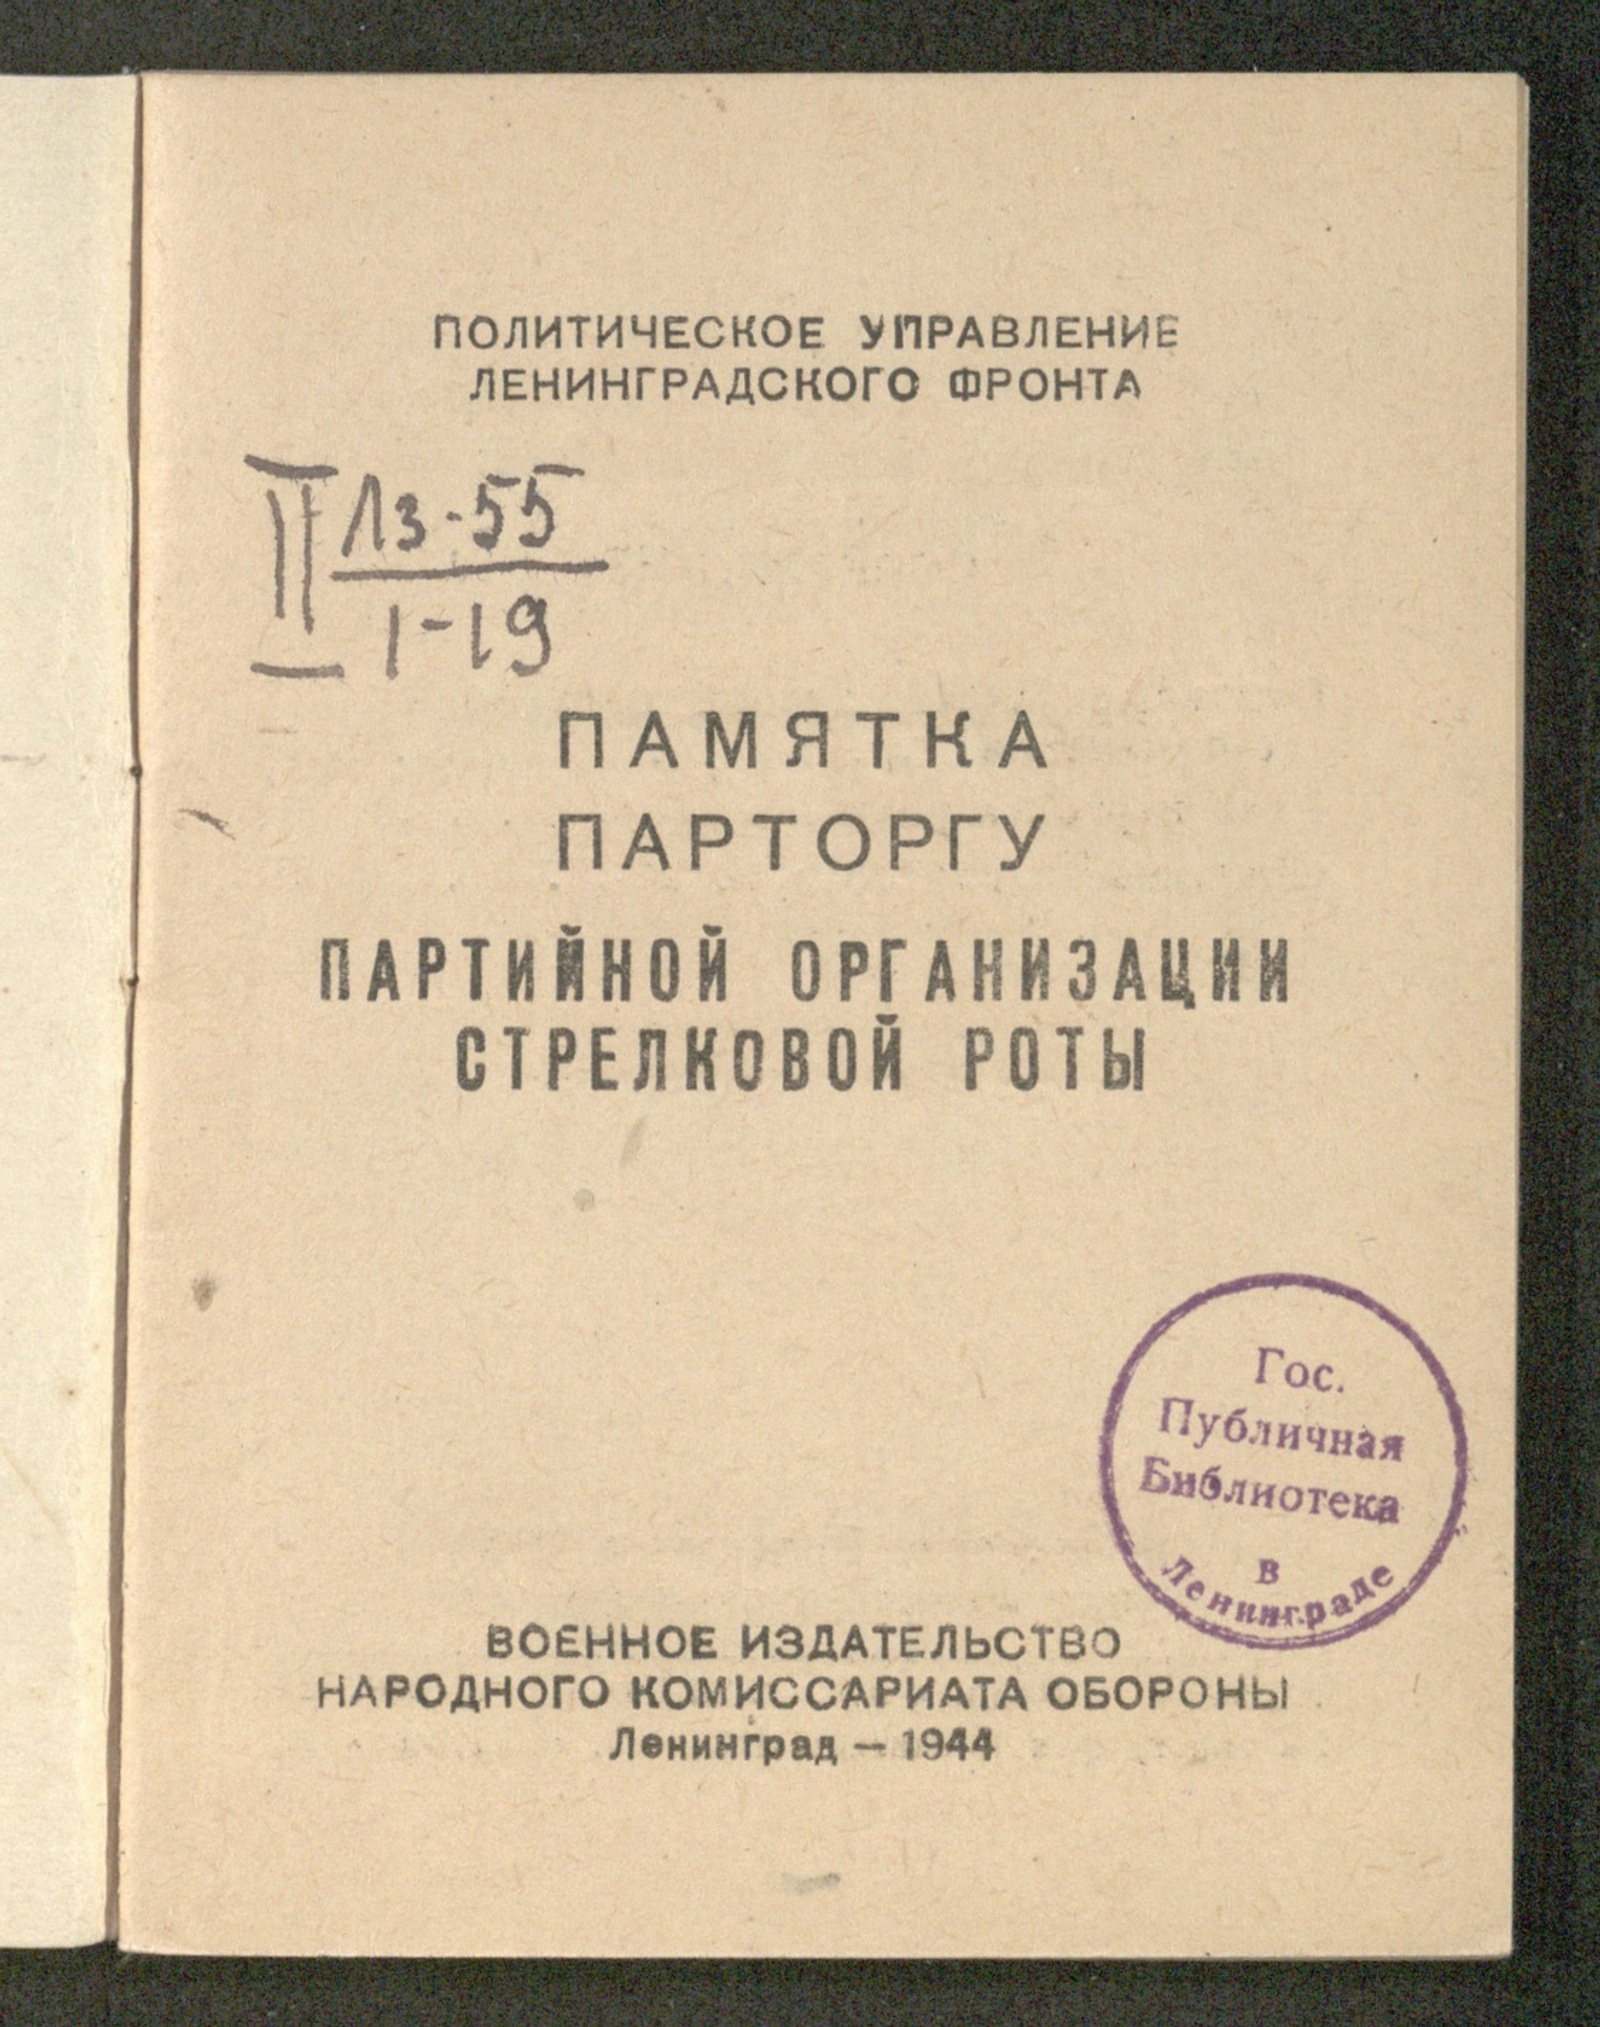 ПОЛИТИЧЕСКОЕ УПРАВЛЕНИЕ
ЛЕНИНГРАДСКОГО ФРОНТА
II Лз-55
1-19
ПАМЯТКА
ПАРТОРГУ
ПАРТИЙНОЙ ОРГАНИЗАЦИИ
СТРЕЛКОВОЙ РОТЫ
Гос.
Публичная
Библиотека
в
Ленинграде
ВОЕННОЕ ИЗДАТЕЛЬСТВО
НАРОДНОГО КОМИССАРИАТА ОБОРОНЫ
Ленинград — 1944